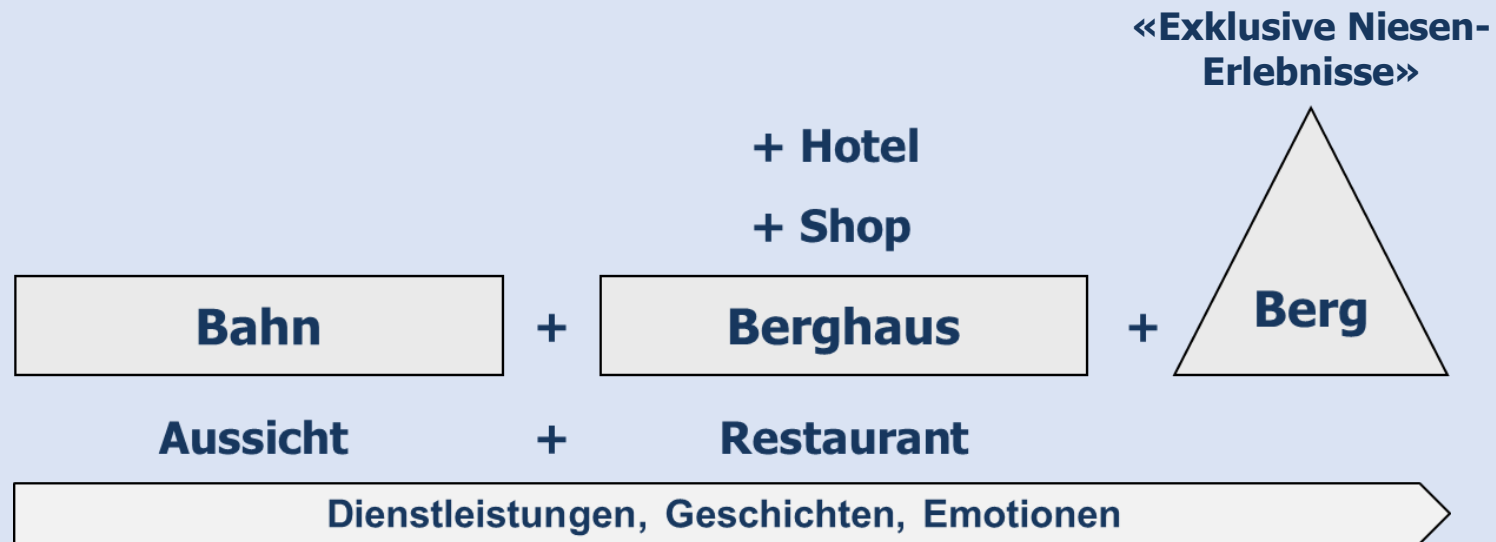 «Exklusive Niesen-
Erlebnisse»
+ Hotel
+ Shop
Bahn + Berghaus + Berg
Aussicht + Restaurant
Dienstleistungen, Geschichten, Emotionen